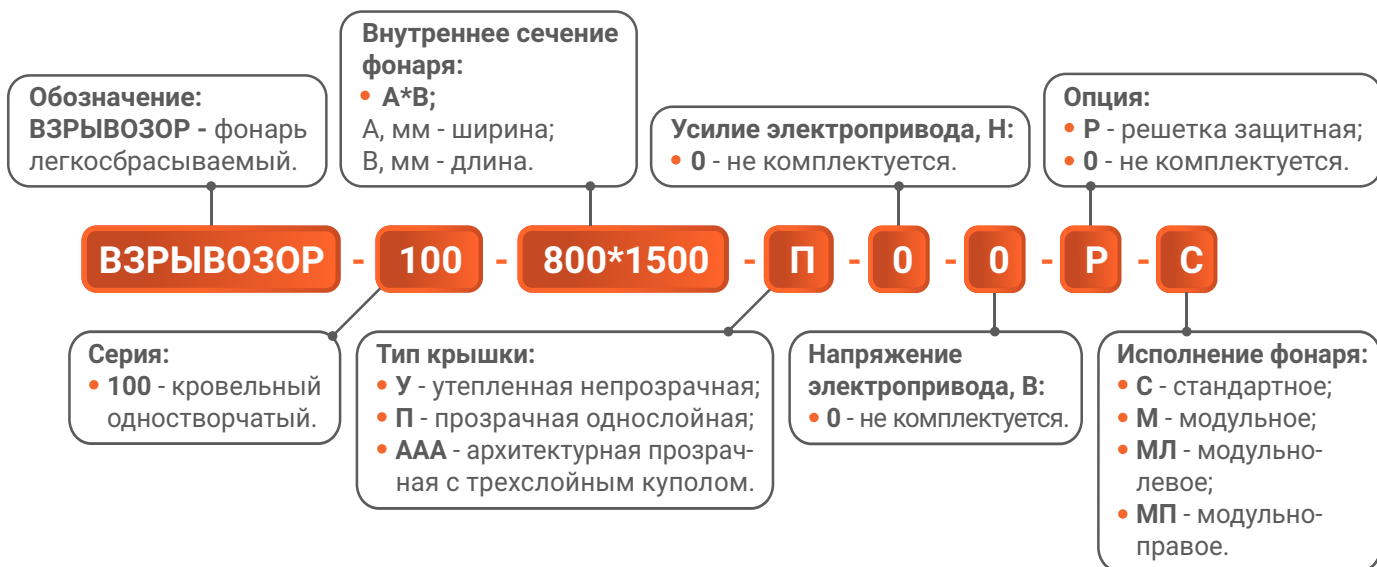 Обозначение:
ВЗРЫВОЗОР - фонарь
легкосбрасываемый.
Внутреннее сечение
фонаря:
• А*В;
А, мм - ширина;
В, мм - длина.
Усилие электропривода, Н:
• 0 - не комплектуется.
Опция:
• Р - решетка защитная;
• 0 - не комплектуется.
ВЗРЫВОЗОР - 100 - 800*1500 - П - 0 - 0 - Р - С
Серия:
• 100 - кровельный
одностворчатый.
Тип крышки:
• У - утепленная непрозрачная;
• П - прозрачная однослойная;
• ААА - архитектурная прозрач-
ная с трехслойным куполом.
Напряжение
электропривода, В:
• 0 - не комплектуется.
Исполнение фонаря:
• С - стандартное;
• М - модульное;
• МЛ - модульно-
левое;
• МП - модульно-
правое.